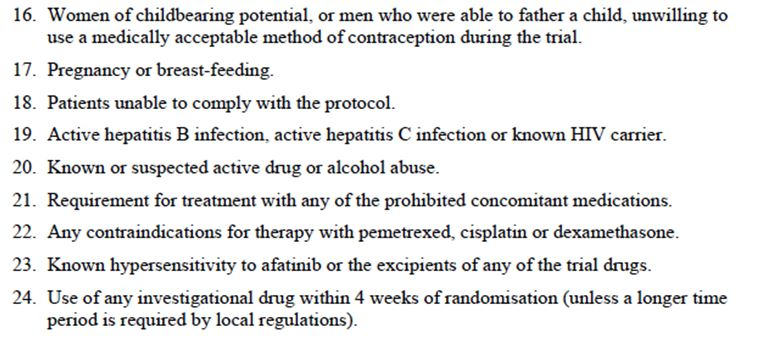 16. Women of childbearing potential, or men who were able to father a child, unwilling to
use a medically acceptable method of contraception during the trial.
17. Pregnancy or breast-feeding.
18. Patients unable to comply with the protocol.
19. Active hepatitis B infection, active hepatitis C infection or known HIV carrier.
20. Known or suspected active drug or alcohol abuse.
21. Requirement for treatment with any of the prohibited concomitant medications.
22. Any contraindications for therapy with pemetrexed, cisplatin or dexamethasone.
23. Known hypersensitivity to afatinib or the excipients of any of the trial drugs.
24. Use of any investigational drug within 4 weeks of randomisation (unless a longer time
period is required by local regulations).